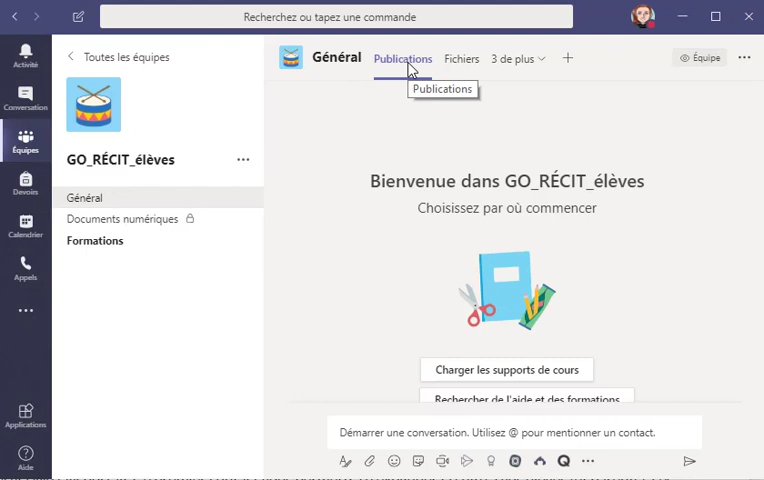 Recherchez ou tapez une commande
Activité
Conversation
Équipes
Devoirs
Calendrier
Appels
Applications
Aide
Toutes les équipes
GO_RÉCIT_élèves
Général
Documents numériques
Formations
Général
Publications
Fichiers
3 de plus
Équipe
Publications
Bienvenue dans GO_RÉCIT_élèves
Choisissez par où commencer
Charger les supports de cours
Rechercher de l'aide et des formations
Démarrer une conversation. Utilisez @ pour mentionner un contact.